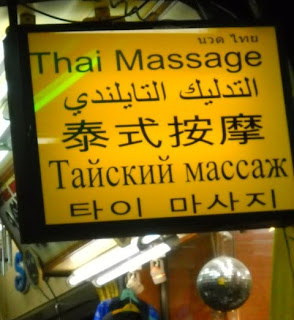 นวด ไทย
Thai Massage
التدليك التايلندي
泰式按摩
Тайский массаж
타이 마사지